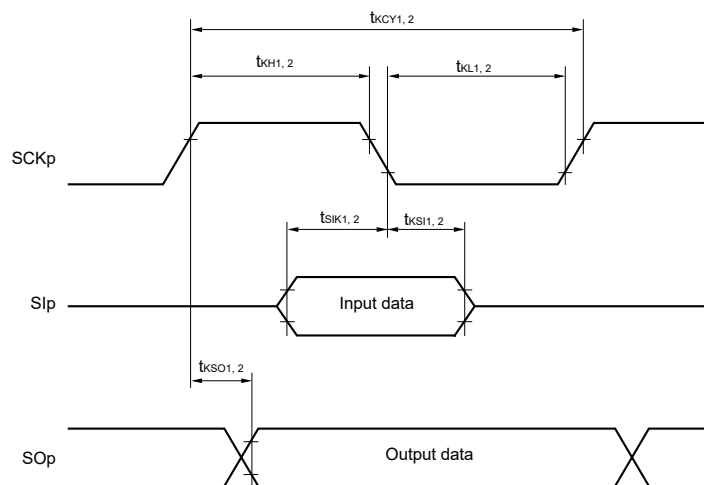 tKCY1, 2
tKH1, 2
tKL1, 2
SCKp
tSIK1, 2
tKSI1, 2
SIp
Input data
tKSO1, 2
SOp
Output data